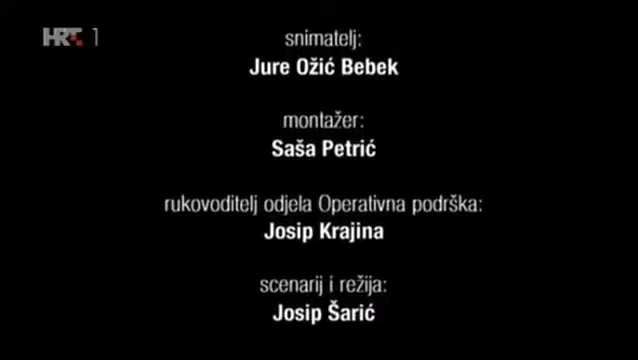 HRT 1
snimatelj:
Jure Ožić Bebek
montažer:
Saša Petrić
rukovoditelj odjela Operativna podrška:
Josip Krajina
scenarij i režija:
Josip Šarić